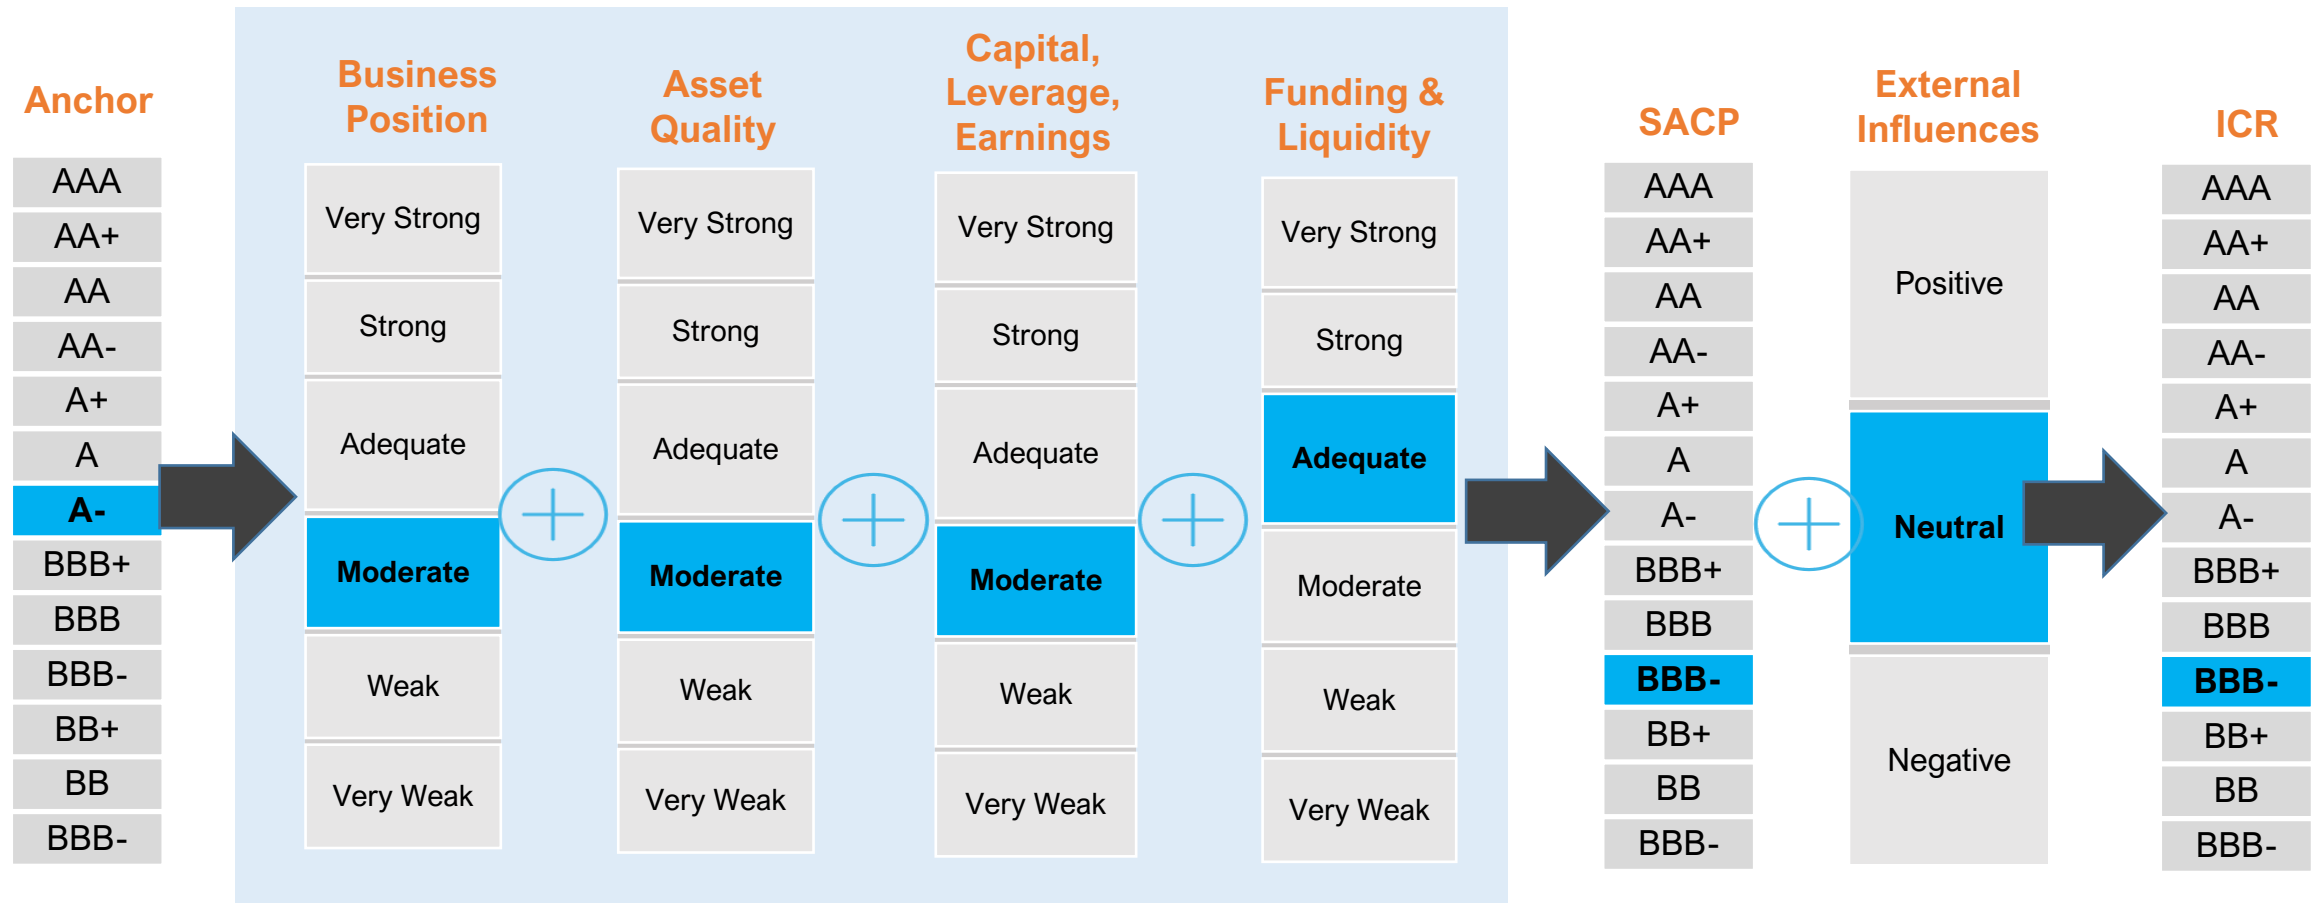 Anchor
AAA
AA+
AA
AA-
A+
A
A-
BBB+
BBB
BBB-
BB+
BB
BBB-
Business
Position
Very Strong
Strong
Adequate
Moderate
Weak
Very Weak
Asset
Quality
Very Strong
Strong
Adequate
Moderate
Weak
Very Weak
Capital,
Leverage,
Earnings
Very Strong
Strong
Adequate
Moderate
Weak
Very Weak
Funding &
Liquidity
Very Strong
Strong
Adequate
Moderate
Weak
Very Weak
SACP
AAA
AA+
AA
AA-
A+
A
A-
BBB+
BBB
BBB-
BB+
BB
BBB-
External
Influences
Positive
Neutral
Negative
ICR
AAA
AA+
AA
AA-
A+
A
A-
BBB+
BBB
BBB-
BB+
BB
BBB-